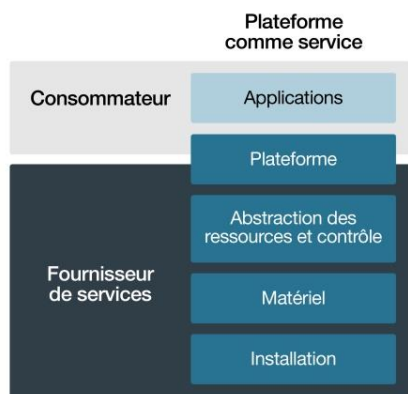 Plateforme
comme service
Consommateur
Applications
Plateforme
Abstraction des
ressources et contrôle
Fournisseur
de services
Matériel
Installation